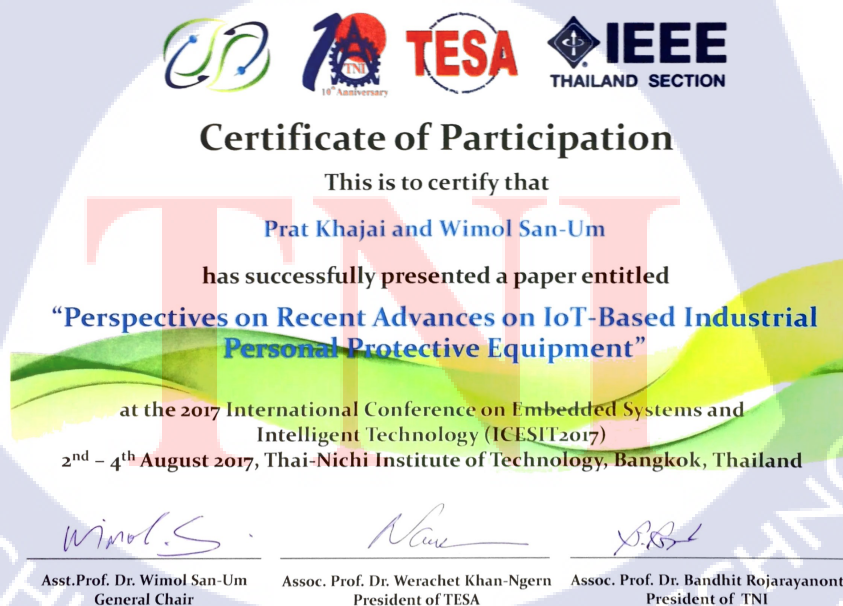 TNI
10th Anniversary
TESA
IEEE
THAILAND SECTION
Certificate of Participation
This is to certify that
Prat Khajai and Wimol San-Um
has successfully presented a paper entitled
“Perspectives on Recent Advances on IoT-Based Industrial
Personal Protective Equipment”
at the 2017 International Conference on Embedded Systems and
Intelligent Technology (ICESIT2017)
2nd – 4th August 2017, Thai-Nichi Institute of Technology, Bangkok, Thailand
TNI
Wimol.S
Asst.Prof. Dr. Wimol San-Um
General Chair
Assoc. Prof. Dr. Werachet Khan-Ngern
President of TESA
Assoc. Prof. Dr. Bandhit Rojarayanont
President of TNI